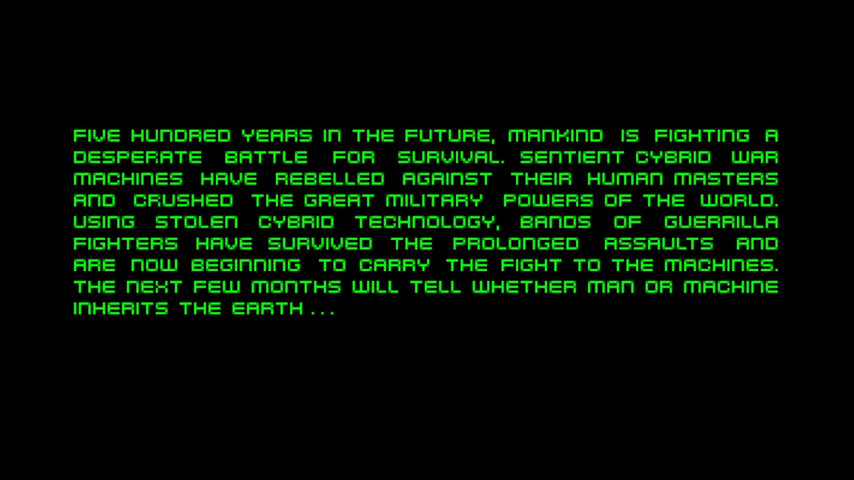 FIVE HUNDRED YEARS IN THE FUTURE, MANKIND IS FIGHTING A
DESPERATE BATTLE FOR SURVIVAL. SENTIENT CYBRID WAR
MACHINES HAVE REBELLED AGAINST THEIR HUMAN MASTERS
AND CRUSHED THE GREAT MILITARY POWERS OF THE WORLD.
USING STOLEN CYBRID TECHNOLOGY, BANDS OF GUERRILLA
FIGHTERS HAVE SURVIVED THE PROLONGED ASSAULTS AND
ARE NOW BEGINNING TO CARRY THE FIGHT TO THE MACHINES.
THE NEXT FEW MONTHS WILL TELL WHETHER MAN OR MACHINE
INHERITS THE EARTH ...